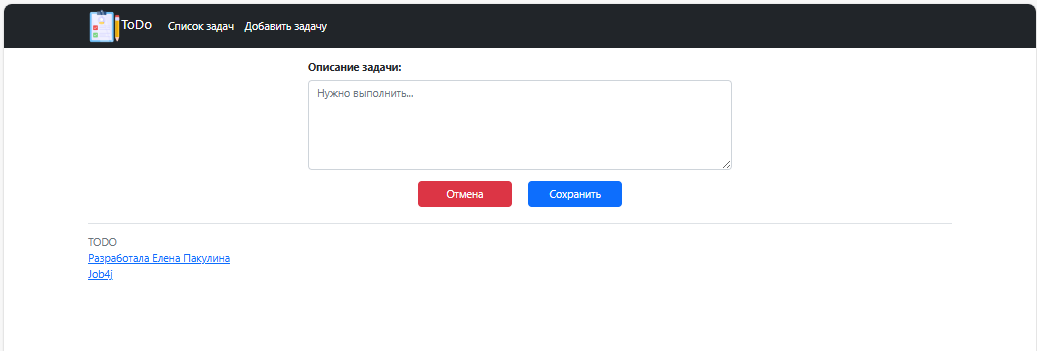 ToDo Список задач Добавить задачу
Описание задачи:
Нужно выполнить...
Отмена Сохранить
TODO
Разработала Елена Пакулина
Job4j